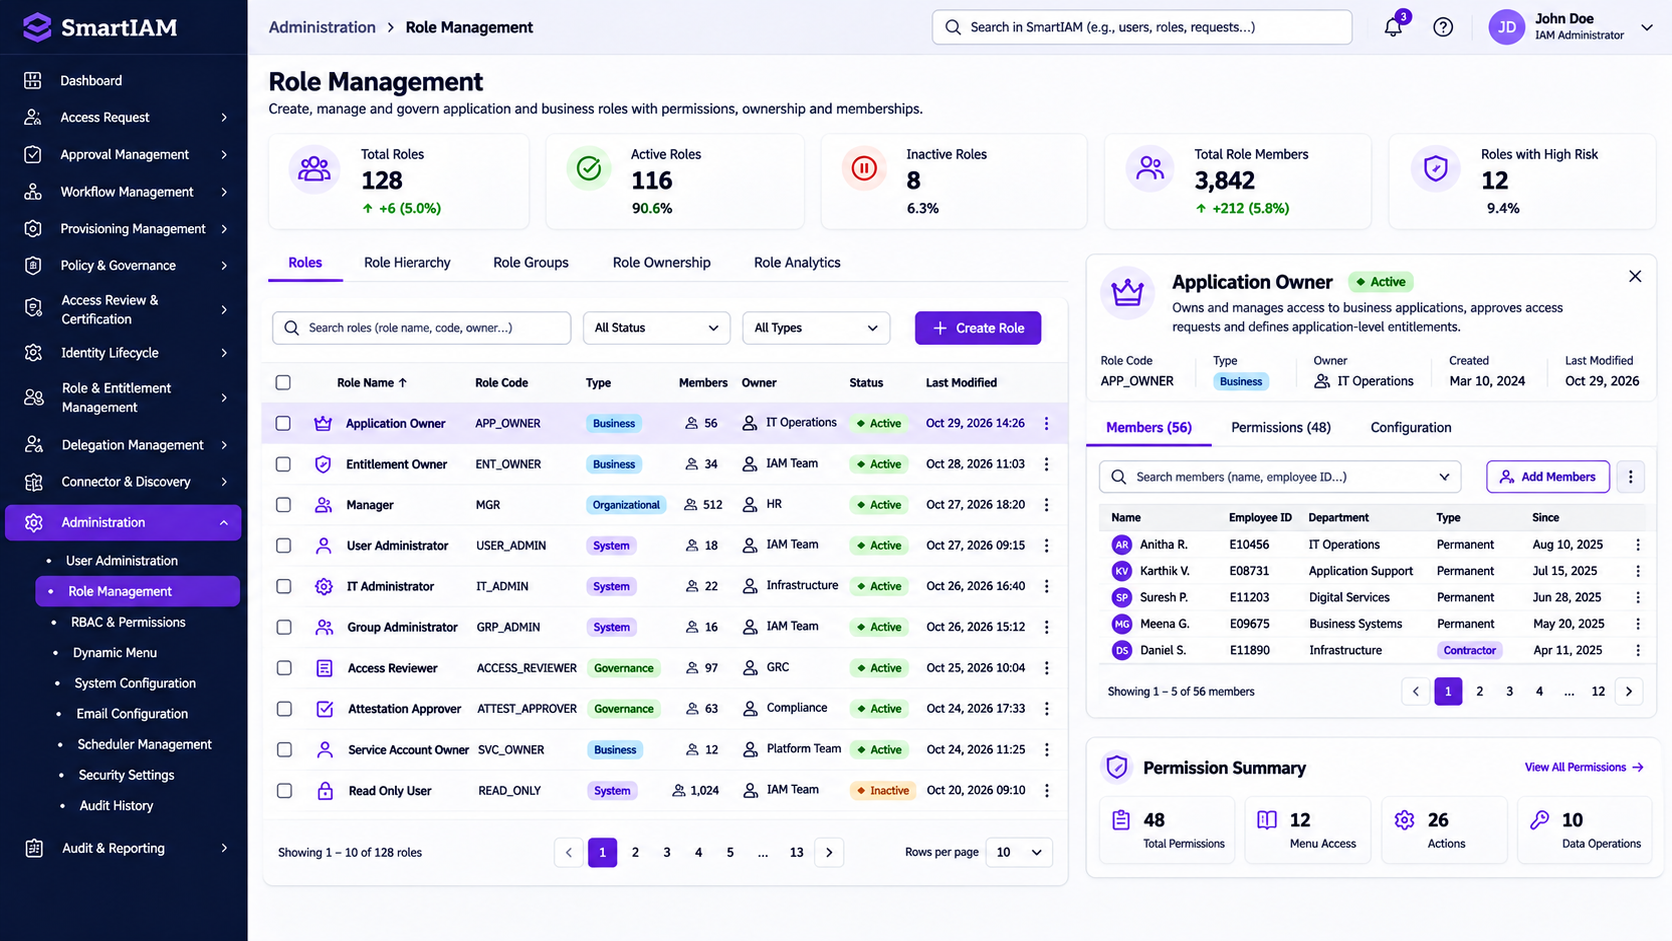 SmartIAM
Administration > Role Management
Search in SmartIAM (e.g., users, roles, requests...)
3
JD
John Doe
IAM Administrator
Dashboard
Access Request
Approval Management
Workflow Management
Provisioning Management
Policy & Governance
Access Review &
Certification
Identity Lifecycle
Role & Entitlement
Management
Delegation Management
Connector & Discovery
Administration
• User Administration
• Role Management
• RBAC & Permissions
• Dynamic Menu
• System Configuration
• Email Configuration
• Scheduler Management
• Security Settings
• Audit History
Audit & Reporting
Role Management
Create, manage and govern application and business roles with permissions, ownership and memberships.
Total Roles
128
↑ +6 (5.0%)
Active Roles
116
90.6%
Inactive Roles
8
6.3%
Total Role Members
3,842
↑ +212 (5.8%)
Roles with High Risk
12
9.4%
Roles Role Hierarchy Role Groups Role Ownership Role Analytics
Search roles (role name, code, owner...) All Status All Types + Create Role
Role Name ↑ Role Code Type Members Owner Status Last Modified
Application Owner APP_OWNER Business 56 IT Operations Active Oct 29, 2026 14:26
Entitlement Owner ENT_OWNER Business 34 IAM Team Active Oct 28, 2026 11:03
Manager MGR Organizational 512 HR Active Oct 27, 2026 18:20
User Administrator USER_ADMIN System 18 IAM Team Active Oct 27, 2026 09:15
IT Administrator IT_ADMIN System 22 Infrastructure Active Oct 26, 2026 16:40
Group Administrator GRP_ADMIN System 16 IAM Team Active Oct 26, 2026 15:12
Access Reviewer ACCESS_REVIEWER Governance 97 GRC Active Oct 25, 2026 10:04
Attestation Approver ATTEST_APPROVER Governance 63 Compliance Active Oct 24, 2026 17:33
Service Account Owner SVC_OWNER Business 12 Platform Team Active Oct 24, 2026 11:25
Read Only User READ_ONLY System 1,024 IAM Team Inactive Oct 20, 2026 09:10
Showing 1 – 10 of 128 roles < 1 2 3 4 5 ... 13 > Rows per page 10
Application Owner Active
Owns and manages access to business applications, approves access
requests and defines application-level entitlements.
Role Code Type Owner Created Last Modified
APP_OWNER Business IT Operations Mar 10, 2024 Oct 29, 2026
Members (56) Permissions (48) Configuration
Search members (name, employee ID...) Add Members
Name Employee ID Department Type Since
AR Anitha R. E10456 IT Operations Permanent Aug 10, 2025
KV Karthik V. E08731 Application Support Permanent Jul 15, 2025
SP Suresh P. E11203 Digital Services Permanent Jun 28, 2025
MG Meena G. E09675 Business Systems Permanent May 20, 2025
DS Daniel S. E11890 Infrastructure Contractor Apr 11, 2025
Showing 1 – 5 of 56 members < 1 2 3 4 ... 12 >
Permission Summary View All Permissions →
48
Total Permissions
12
Menu Access
26
Actions
10
Data Operations